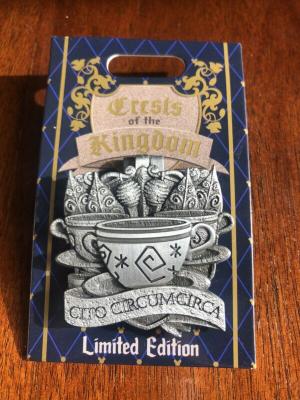 Crests
of the
Kingdom
CITO CIRCUMCIRCA
Limited Edition